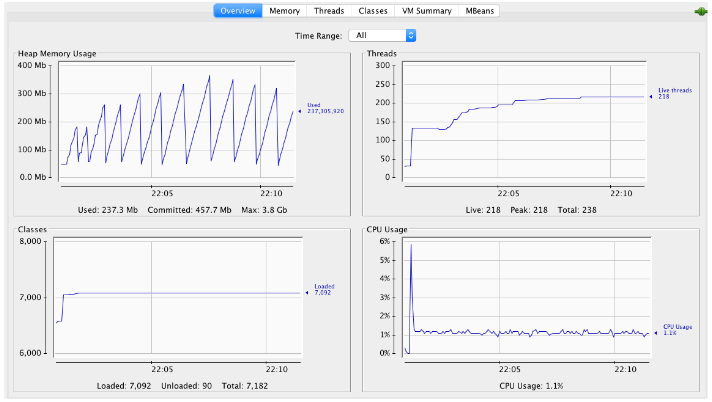 Overview Memory Threads Classes VM Summary MBeans
Time Range: All
Heap Memory Usage
400 Mb
300 Mb
200 Mb
100 Mb
0.0 Mb
Used
237,305,920
22:05 22:10
Used: 237.3 Mb Committed: 457.7 Mb Max: 3.8 Gb
Threads
300
250
200
150
100
50
0
Live threads
218
22:05 22:10
Live: 218 Peak: 218 Total: 238
Classes
8,000
7,000
6,000
Loaded
7,092
22:05 22:10
Loaded: 7,092 Unloaded: 90 Total: 7,182
CPU Usage
6%
5%
4%
3%
2%
1%
0%
CPU Usage
1.1%
22:05 22:10
CPU Usage: 1.1%